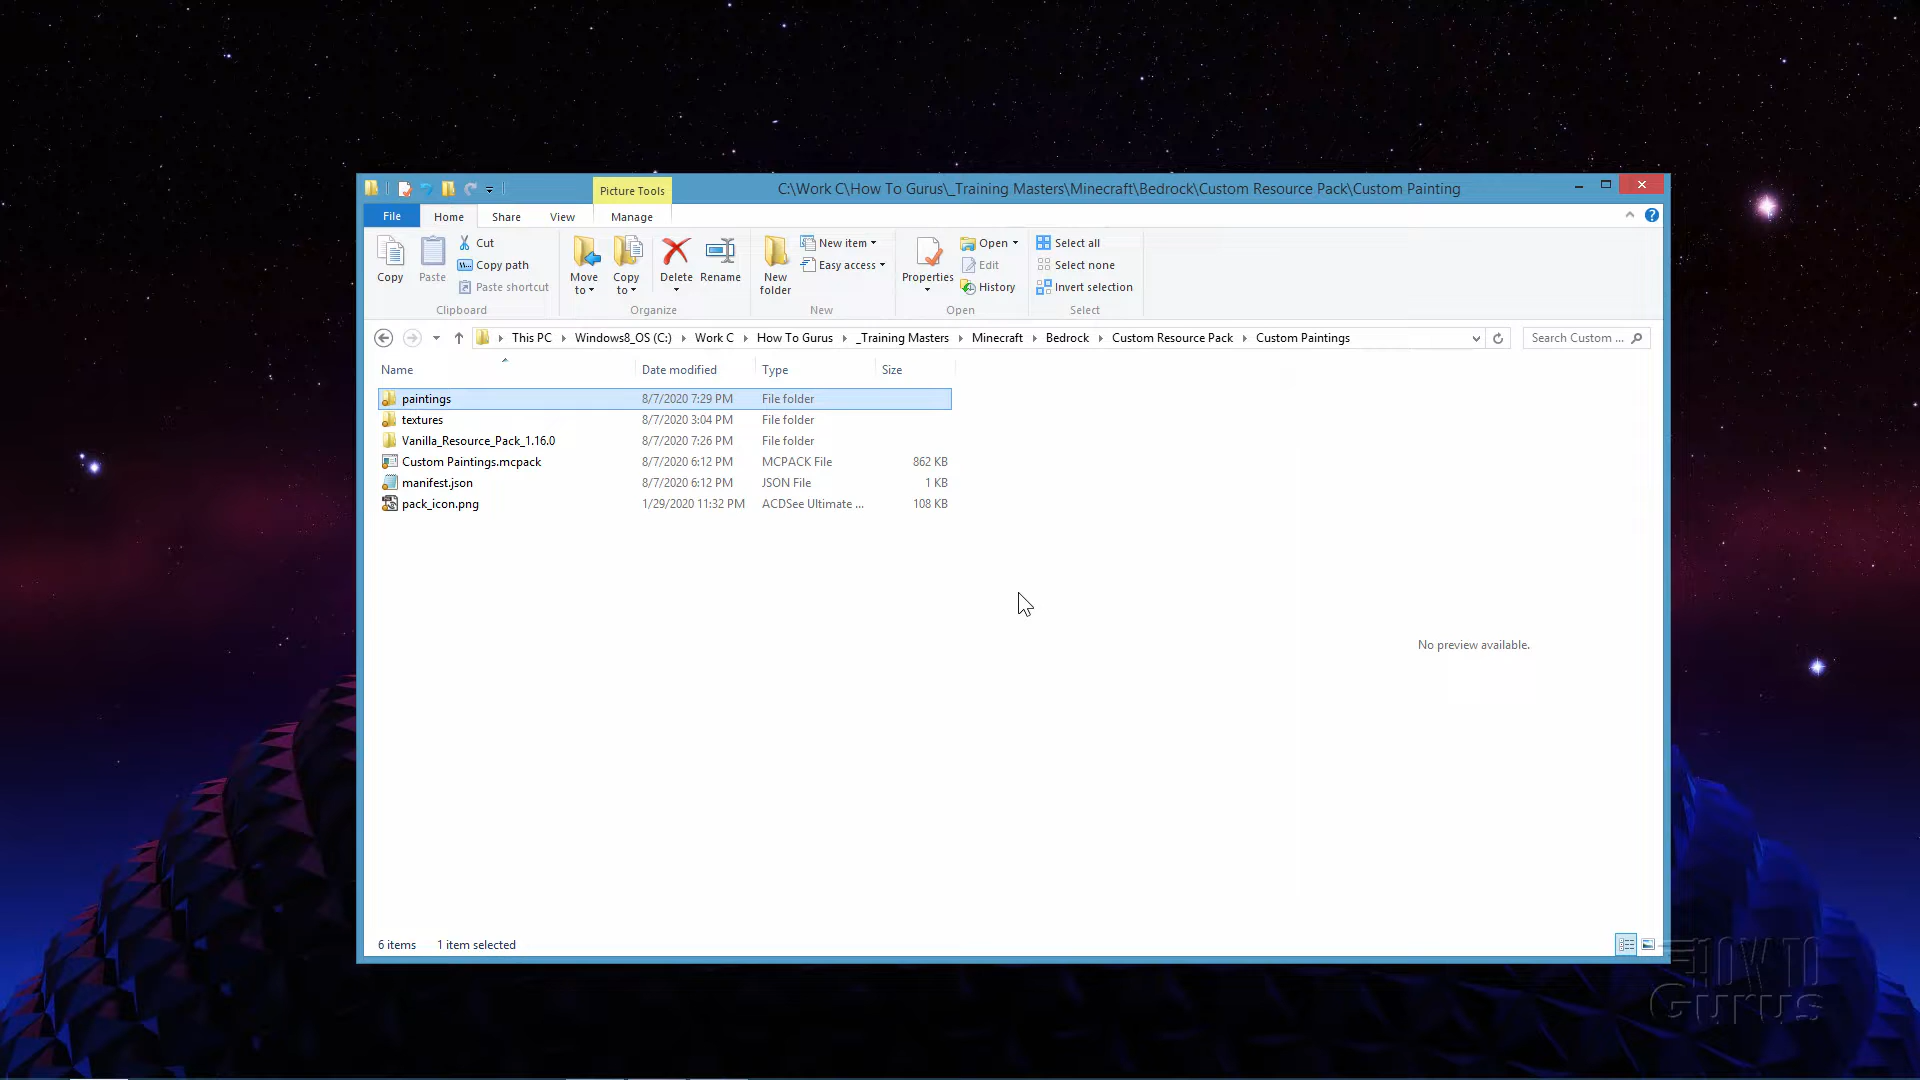 Picture Tools
C:\Work C\How To Gurus\_Training Masters\Minecraft\Bedrock\Custom Resource Pack\Custom Painting
File Home Share View Manage
Copy
Paste
Cut
Copy path
Paste shortcut
Clipboard
Move to
Copy to
Delete
Rename
Organize
New folder
New item
Easy access
New
Properties
Open
Edit
History
Open
Select all
Select none
Invert selection
Select
This PC Windows8_OS (C:) Work C How To Gurus _Training Masters Minecraft Bedrock Custom Resource Pack Custom Paintings
Search Custom ...
Name Date modified Type Size
paintings 8/7/2020 7:29 PM File folder
textures 8/7/2020 3:04 PM File folder
Vanilla_Resource_Pack_1.16.0 8/7/2020 7:26 PM File folder
Custom Paintings.mcpack 8/7/2020 6:12 PM MCPACK File 862 KB
manifest.json 8/7/2020 6:12 PM JSON File 1 KB
pack_icon.png 1/29/2020 11:32 PM ACDSee Ultimate ... 108 KB
No preview available.
6 items 1 item selected
HOW TO
GURUS